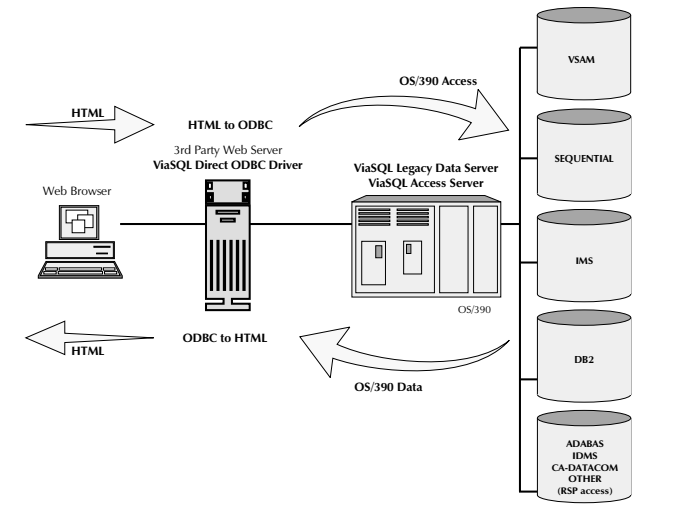 VSAM
OS/390 Access
HTML
HTML to ODBC
3rd Party Web Server
ViaSQL Direct ODBC Driver
SEQUENTIAL
ViaSQL Legacy Data Server
ViaSQL Access Server
Web Browser
IMS
OS/390
ODBC to HTML
HTML
DB2
OS/390 Data
ADABAS
IDMS
CA-DATACOM
OTHER
(RSP access)